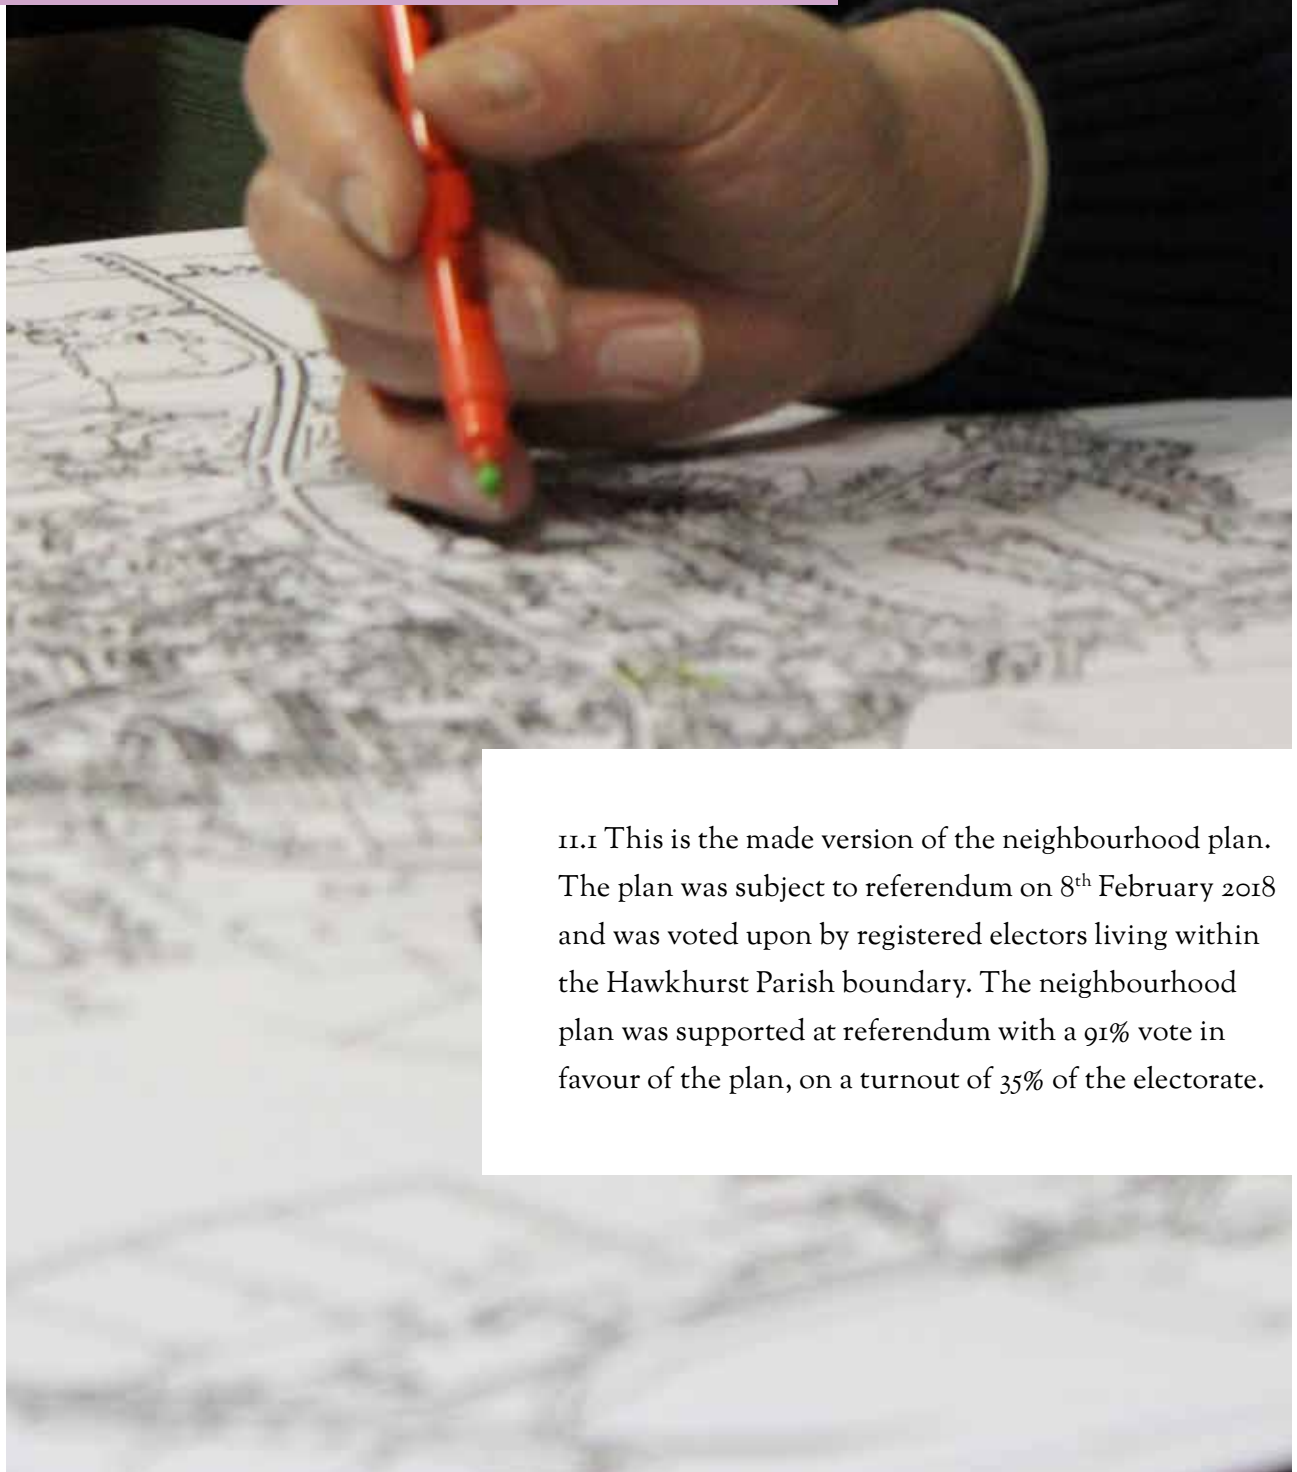 11.1 This is the made version of the neighbourhood plan.
The plan was subject to referendum on 8th February 2018
and was voted upon by registered electors living within
the Hawkhurst Parish boundary. The neighbourhood
plan was supported at referendum with a 91% vote in
favour of the plan, on a turnout of 35% of the electorate.